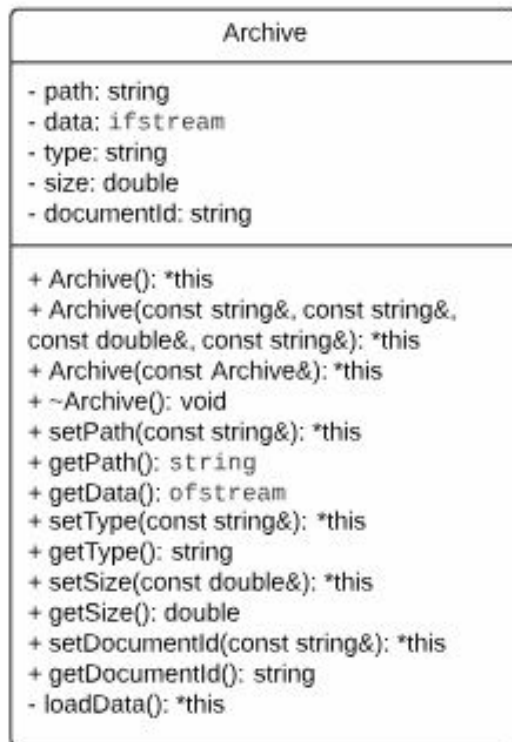 Archive
- path: string
- data: ifstream
- type: string
- size: double
- documentId: string
+ Archive(): *this
+ Archive(const string&, const string&,
const double&, const string&): *this
+ Archive(const Archive&): *this
+ ~Archive(): void
+ setPath(const string&): *this
+ getPath(): string
+ getData(): ofstream
+ setType(const string&): *this
+ getType(): string
+ setSize(const double&): *this
+ getSize(): double
+ setDocumentId(const string&): *this
+ getDocumentId(): string
- loadData(): *this